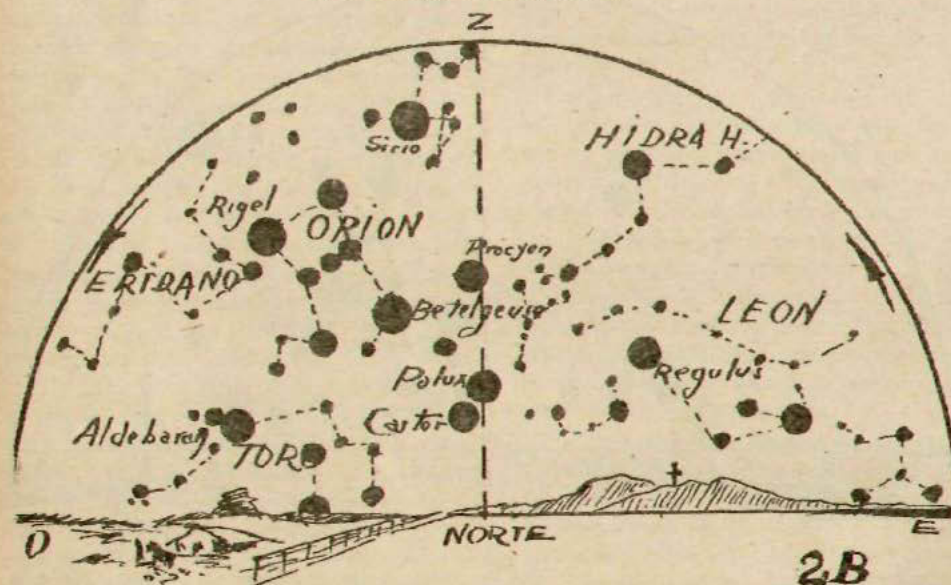 Z
HIDRA H.
Sirio
Rigel
ORION
Procyon
ERIDANO
Betelgeuse
LEON
Polux
Regulus
Castor
Aldebaran
TORO
O
NORTE
E
2B